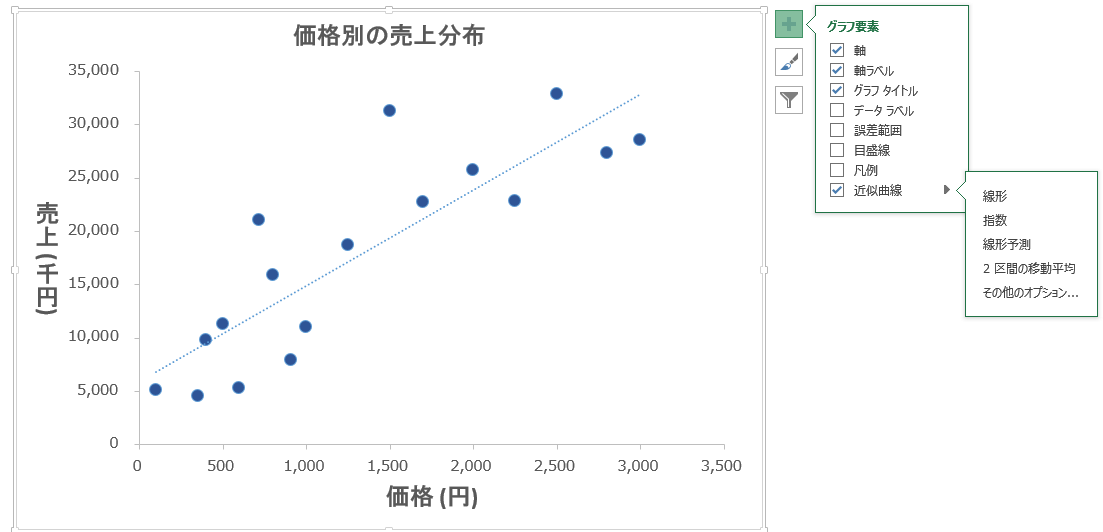 価格別の売上分布
35,000
30,000
25,000
20,000
15,000
10,000
5,000
0
売上 (千円)
0 500 1,000 1,500 2,000 2,500 3,000 3,500
価格 (円)
グラフ要素
軸
軸ラベル
グラフ タイトル
データ ラベル
誤差範囲
目盛線
凡例
近似曲線
線形
指数
線形予測
2 区間の移動平均
その他のオプション...